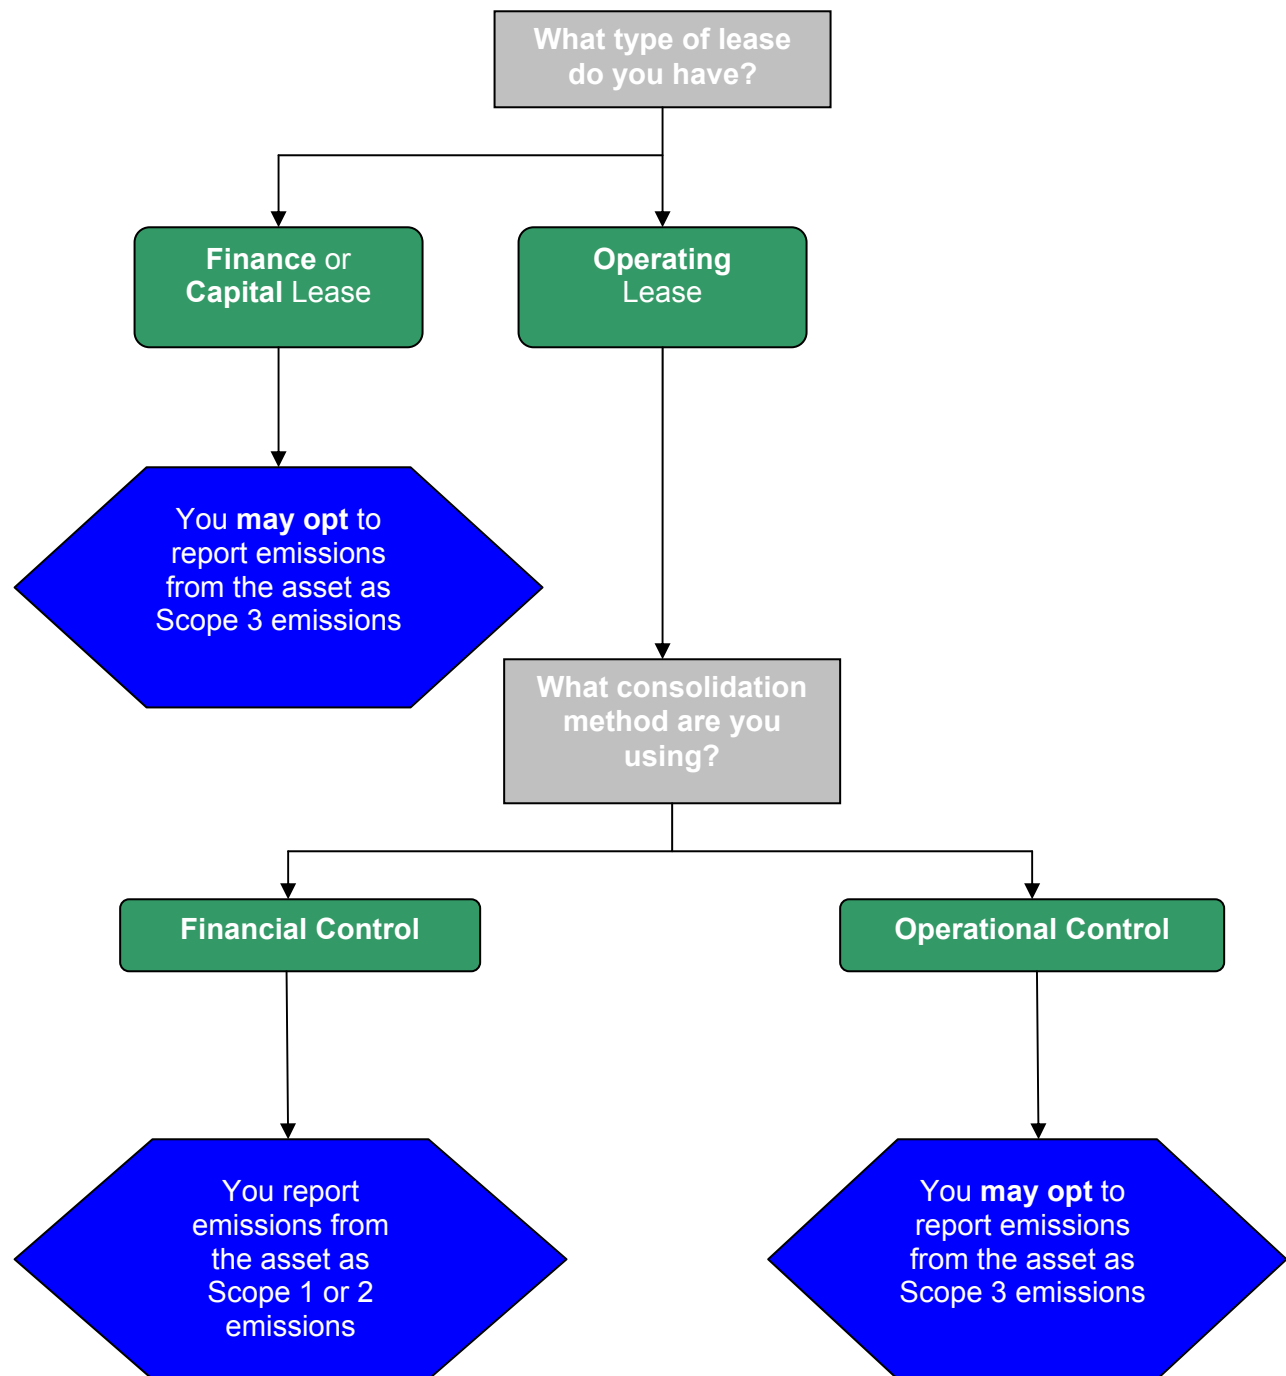 What type of lease
do you have?
Finance or
Capital Lease
Operating
Lease
You may opt to
report emissions
from the asset as
Scope 3 emissions
What consolidation
method are you
using?
Financial Control
Operational Control
You report
emissions from
the asset as
Scope 1 or 2
emissions
You may opt to
report emissions
from the asset as
Scope 3 emissions